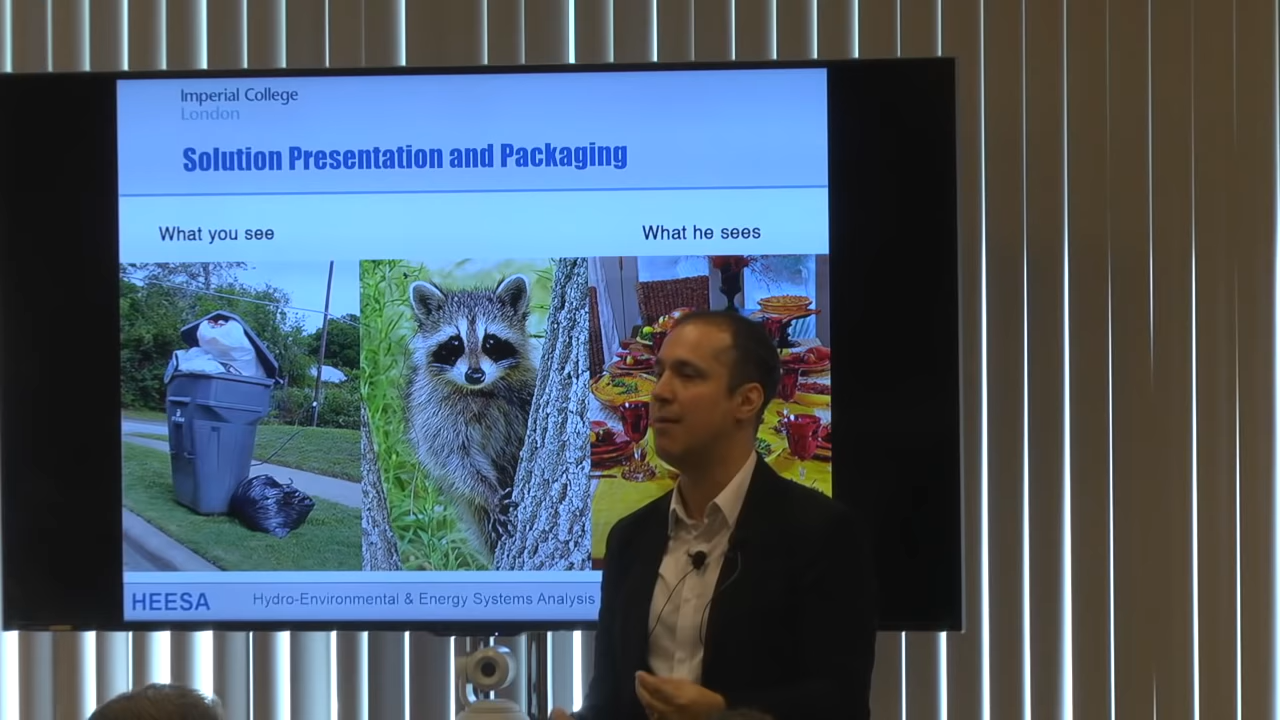 Imperial College
London
Solution Presentation and Packaging
What you see
What he sees
HEESA
Hydro-Environmental & Energy Systems Analysis